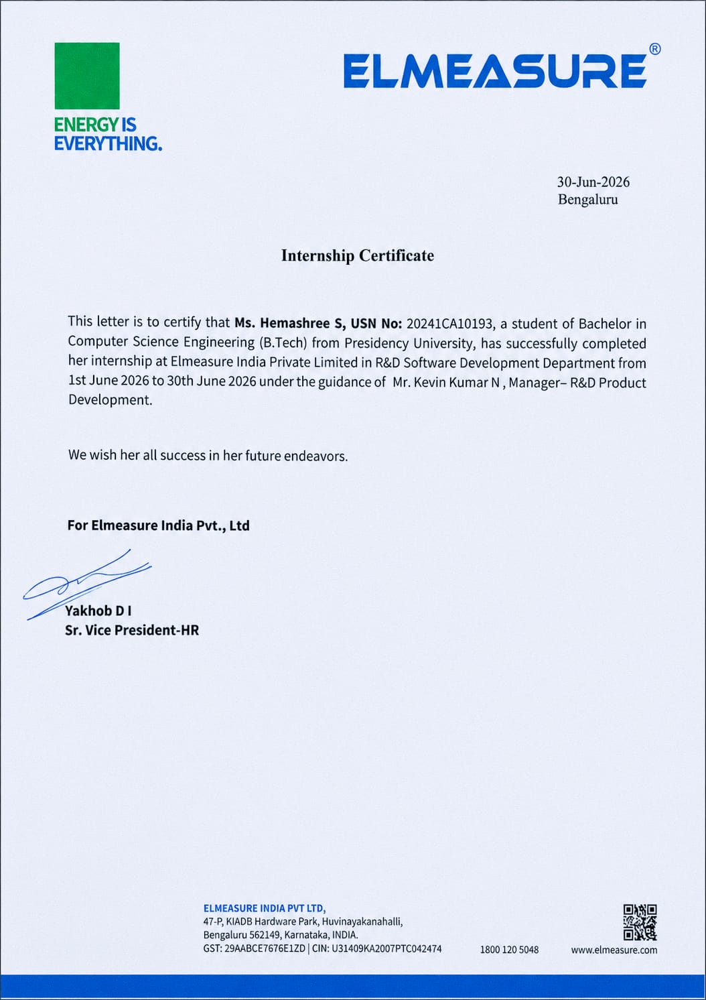 ELMEASURE®
ENERGY IS
EVERYTHING.
30-Jun-2026
Bengaluru
Internship Certificate
This letter is to certify that Ms. Hemashree S, USN No: 20241CA10193, a student of Bachelor in
Computer Science Engineering (B.Tech) from Presidency University, has successfully completed
her internship at Elmeasure India Private Limited in R&D Software Development Department from
1st June 2026 to 30th June 2026 under the guidance of Mr. Kevin Kumar N , Manager– R&D Product
Development.
We wish her all success in her future endeavors.
For Elmeasure India Pvt., Ltd
Yakhob D I
Sr. Vice President-HR
ELMEASURE INDIA PVT LTD,
47-P, KIADB Hardware Park, Huvinayakanahalli,
Bengaluru 562149, Karnataka, INDIA.
GST: 29AABCE7676E1ZD | CIN: U31409KA2007PTC042474
1800 120 5048
www.elmeasure.com